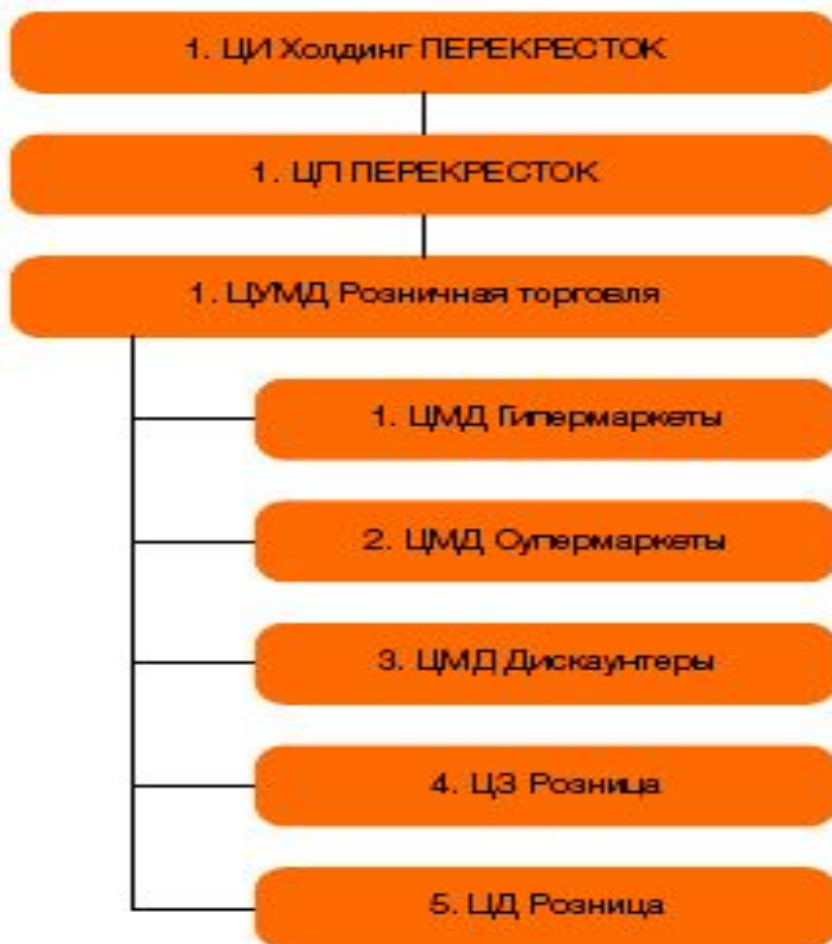 1. ЦИ Холдинг ПЕРЕКРЕСТОК
1. ЦП ПЕРЕКРЕСТОК
1. ЦУМД Розничная торговля
1. ЦМД Гипермаркеты
2. ЦМД Супермаркеты
3. ЦМД Дискаунтеры
4. ЦЗ Розница
5. ЦД Розница